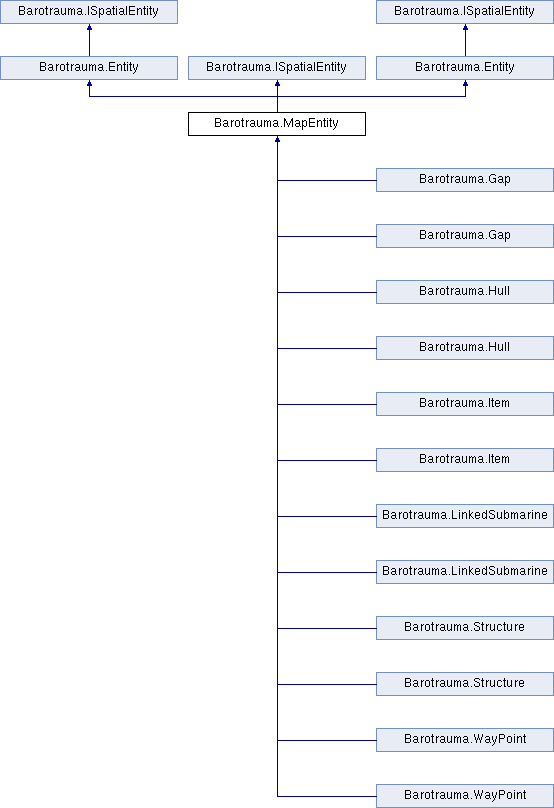 Barotrauma.ISpatialEntity
Barotrauma.ISpatialEntity
Barotrauma.Entity
Barotrauma.ISpatialEntity
Barotrauma.Entity
Barotrauma.MapEntity
Barotrauma.Gap
Barotrauma.Gap
Barotrauma.Hull
Barotrauma.Hull
Barotrauma.Item
Barotrauma.Item
Barotrauma.LinkedSubmarine
Barotrauma.LinkedSubmarine
Barotrauma.Structure
Barotrauma.Structure
Barotrauma.WayPoint
Barotrauma.WayPoint